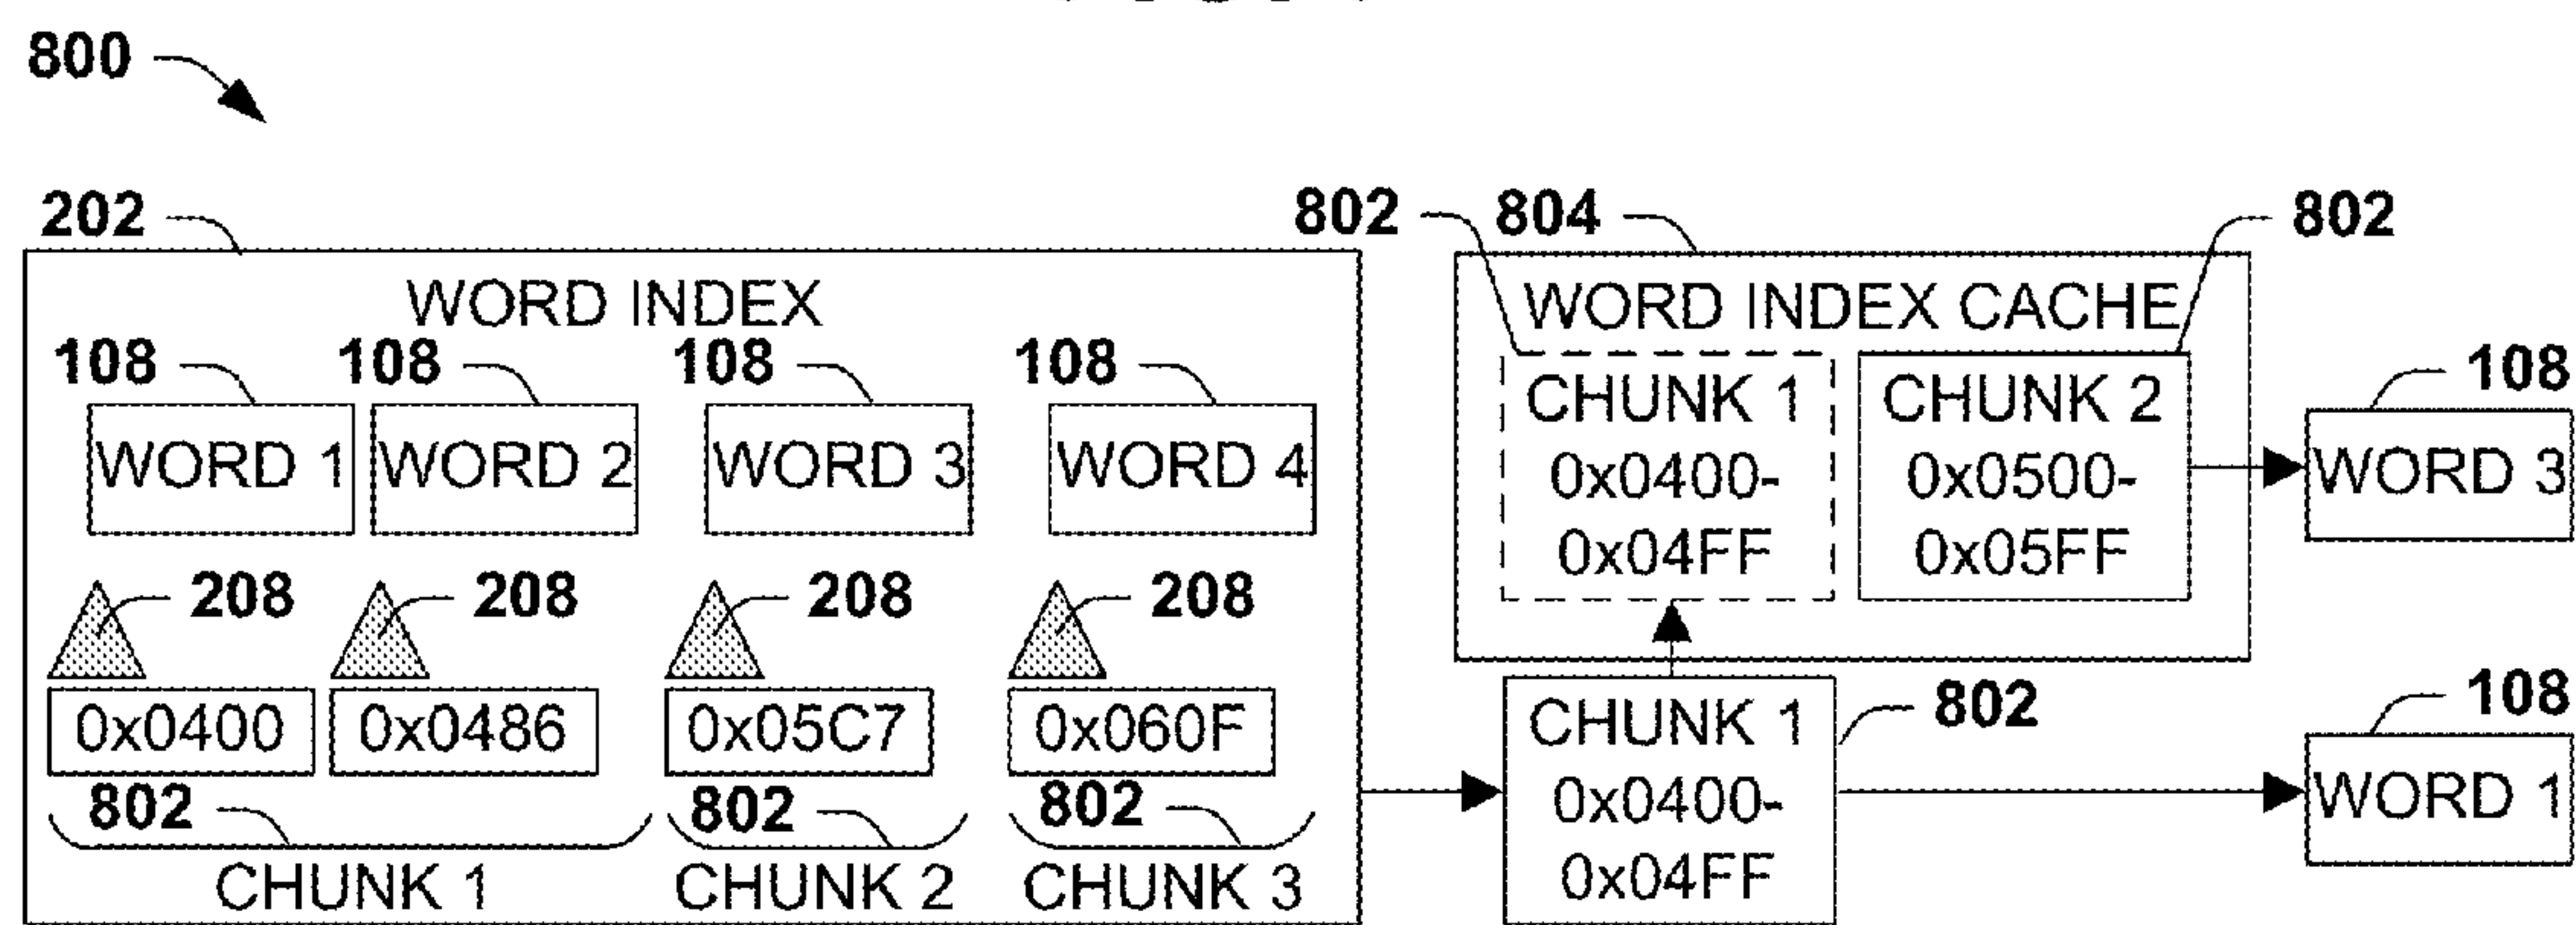 800
202
802 804 802
WORD INDEX
WORD INDEX CACHE
108 108 108 108
WORD 1 WORD 2 WORD 3 WORD 4
208 208 208 208
0x0400 0x0486 0x05C7 0x060F
802 802 802
CHUNK 1 CHUNK 2 CHUNK 3
CHUNK 1
0x0400-
0x04FF
CHUNK 2
0x0500-
0x05FF
108
WORD 3
CHUNK 1
0x0400-
0x04FF
802
108
WORD 1